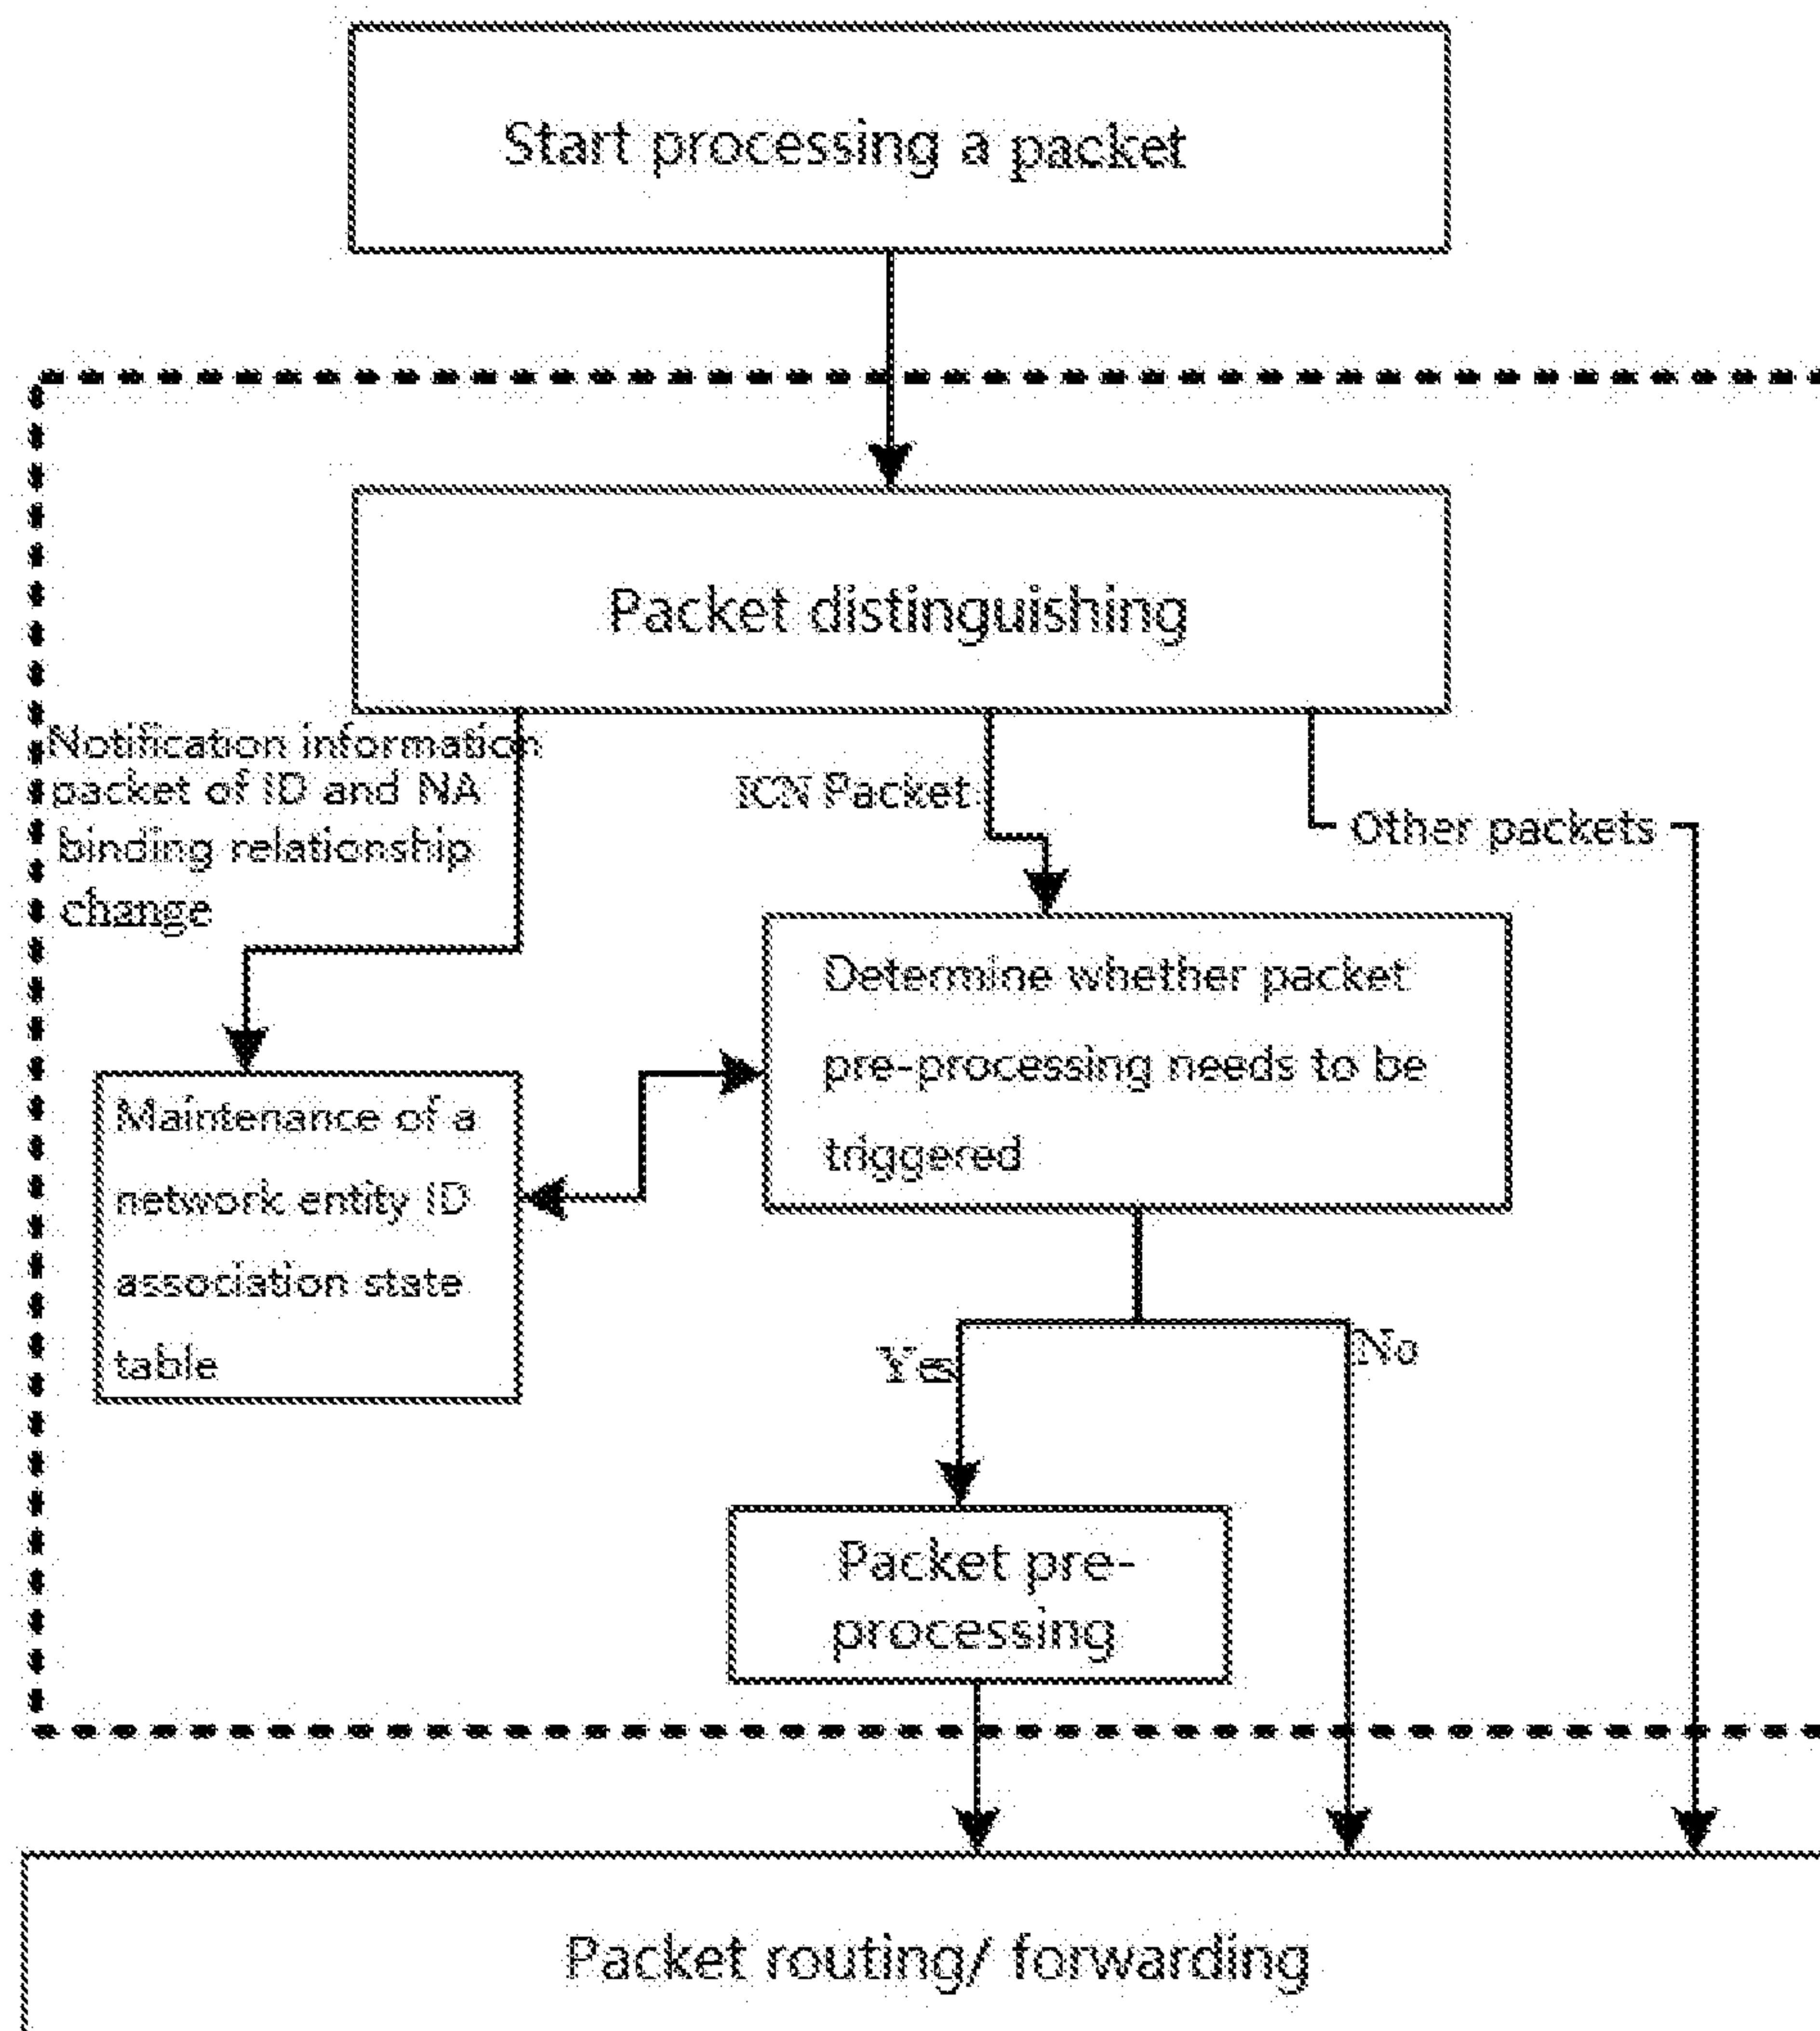 Start processing a packet
Packet distinguishing
Notification information
packet of ID and NA
binding relationship
change
ICN Packet
Other packets
Determine whether packet
pre-processing needs to be
triggered
Maintenance of a
network entity ID
association state
table
Yes
No
Packet pre-
processing
Packet routing/ forwarding